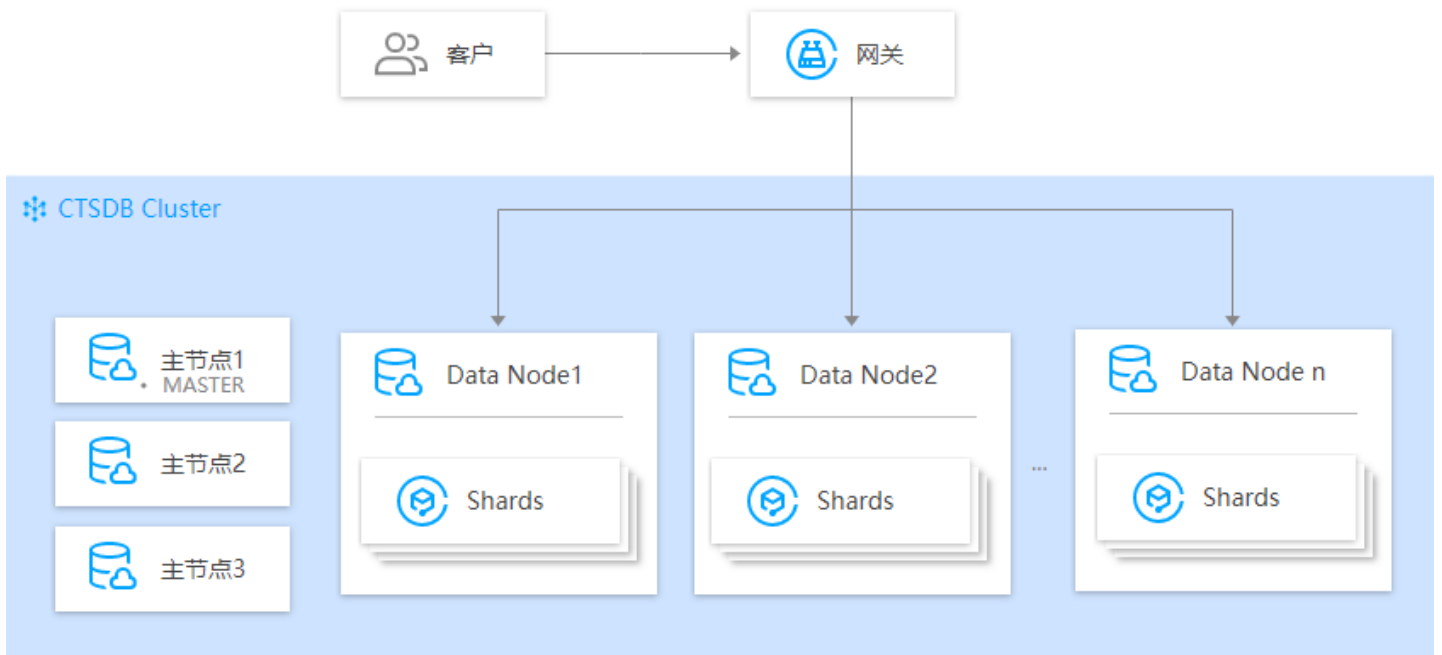 客户
网关
CTSDB Cluster
主节点1
• MASTER
主节点2
主节点3
Data Node1
Shards
Data Node2
Shards
...
Data Node n
Shards